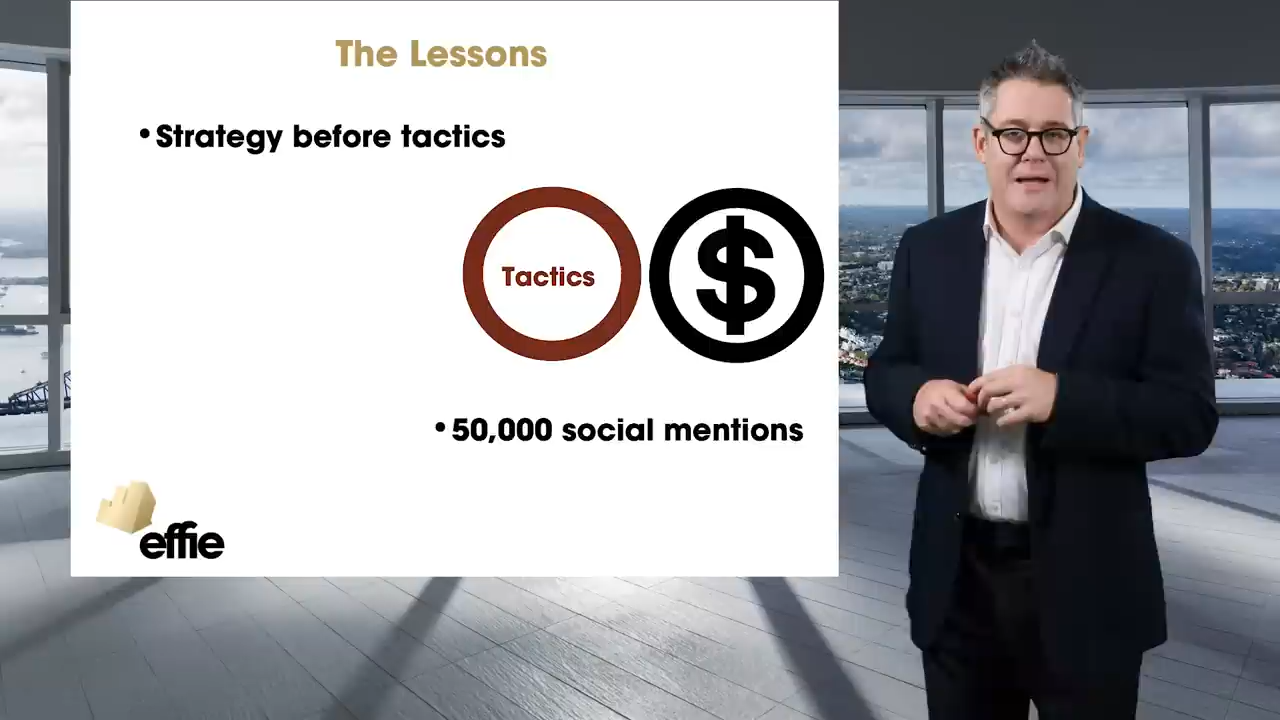 The Lessons
• Strategy before tactics
Tactics
$
• 50,000 social mentions
effie